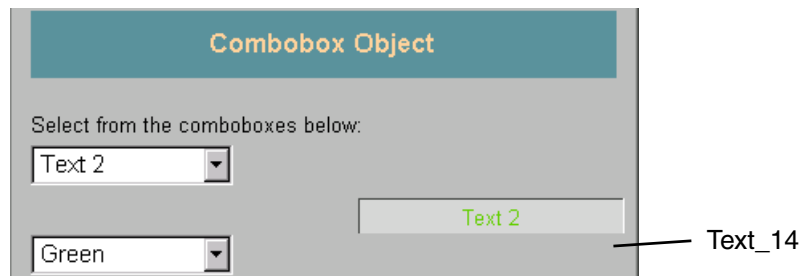 Combobox Object
Select from the comboboxes below:
Text 2
Text 2
Text_14
Green